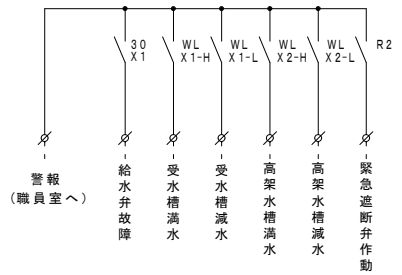 30
X1
WL
X1-H
WL
X1-L
WL
X2-H
WL
X2-L
R2
警報
(職員室へ)
給水弁故障
受水槽満水
受水槽減水
高架水槽満水
高架水槽減水
緊急遮断弁作動